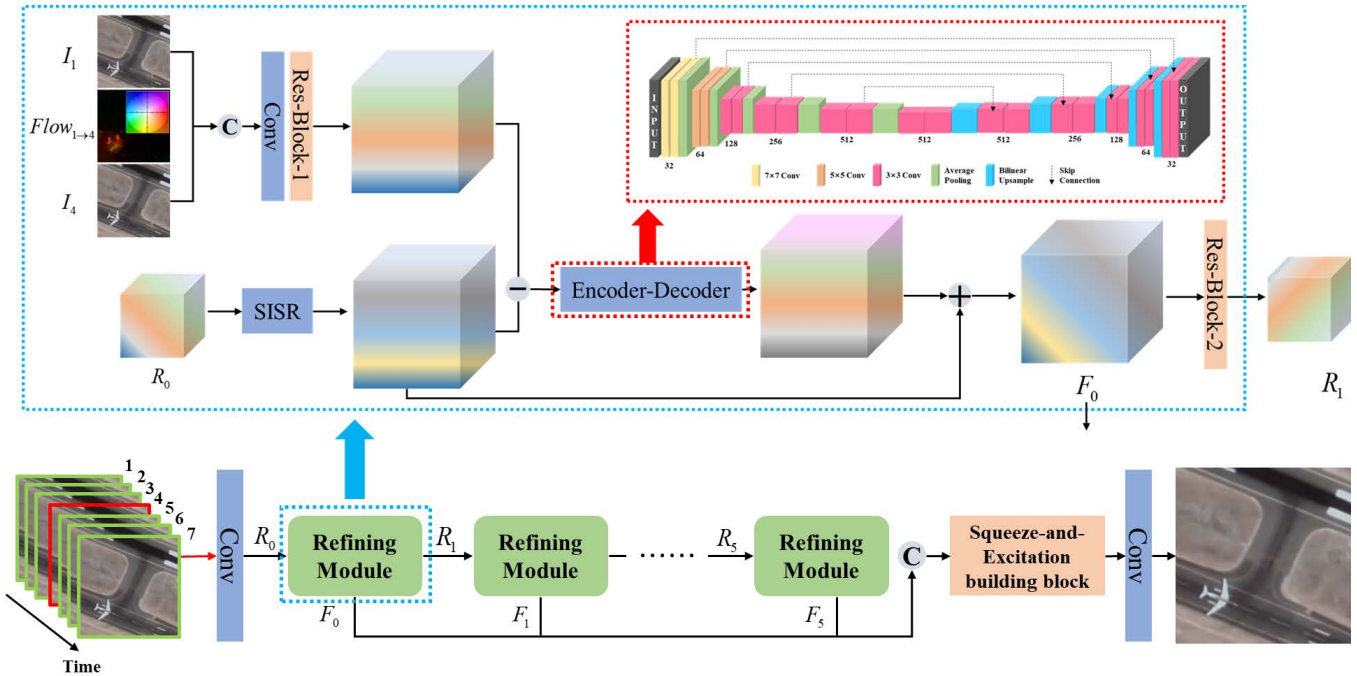 I₁
Flow₁→₄
I₄
C
Conv
Res-Block-1
INPUT
32
64
128
256
512
512
512
256
128
64
32
OUTPUT
7×7 Conv
5×5 Conv
3×3 Conv
Average
Pooling
Bilinear
Upsample
Skip
Connection
R₀
SISR
−
Encoder-Decoder
+
F₀
Res-Block-2
R₁
1
2
3
4
5
6
7
Time
Conv
R₀
Refining
Module
F₀
R₁
Refining
Module
F₁
······
R₅
Refining
Module
F₅
C
Squeeze-and-
Excitation
building block
Conv